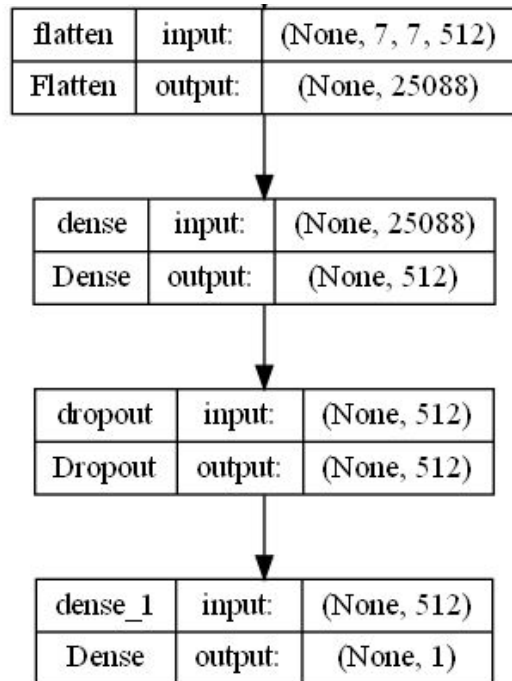 flatten input: (None, 7, 7, 512)
Flatten output: (None, 25088)
dense input: (None, 25088)
Dense output: (None, 512)
dropout input: (None, 512)
Dropout output: (None, 512)
dense_1 input: (None, 512)
Dense output: (None, 1)